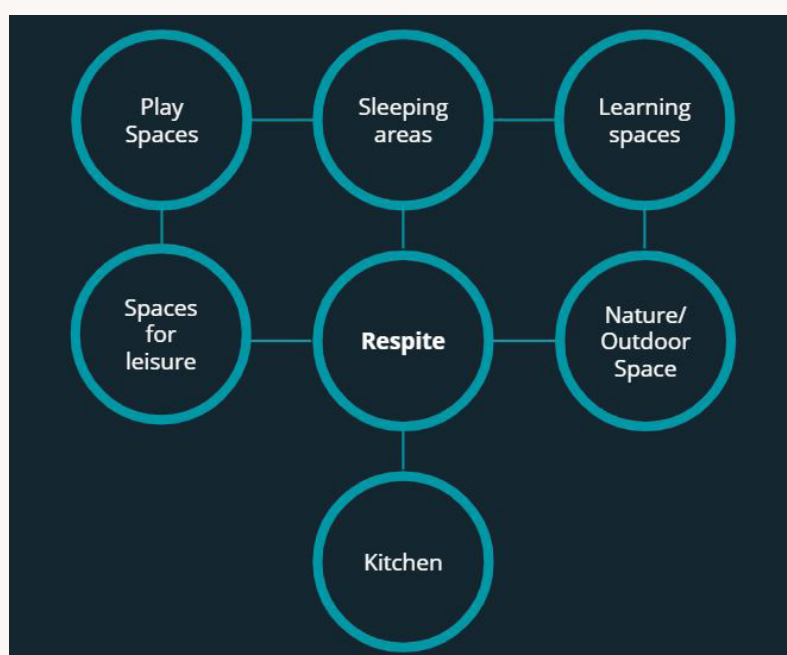 Play
Spaces
Sleeping
areas
Learning
spaces
Spaces
for
leisure
Respite
Nature/
Outdoor
Space
Kitchen